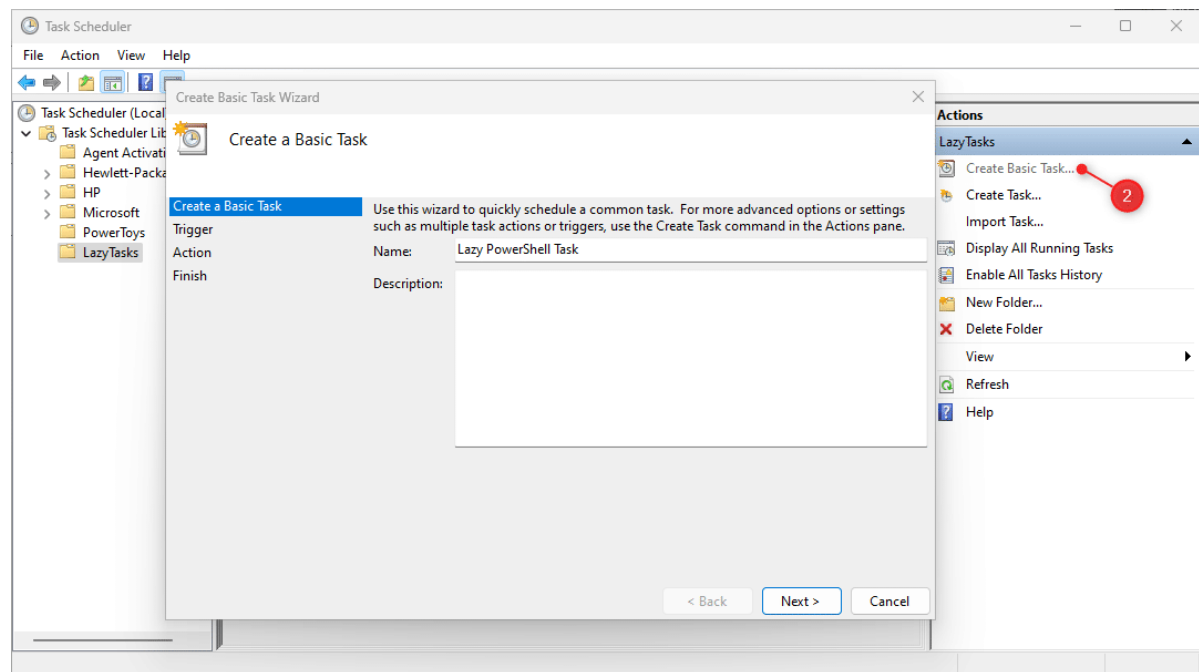 Task Scheduler
File Action View Help
Task Scheduler (Local
Task Scheduler Lib
Agent Activati
Hewlett-Packa
HP
Microsoft
PowerToys
LazyTasks
Create Basic Task Wizard
Create a Basic Task
Create a Basic Task
Trigger
Action
Finish
Use this wizard to quickly schedule a common task. For more advanced options or settings
such as multiple task actions or triggers, use the Create Task command in the Actions pane.
Name: Lazy PowerShell Task
Description:
< Back Next > Cancel
Actions
LazyTasks
Create Basic Task...
2
Create Task...
Import Task...
Display All Running Tasks
Enable All Tasks History
New Folder...
Delete Folder
View
Refresh
Help